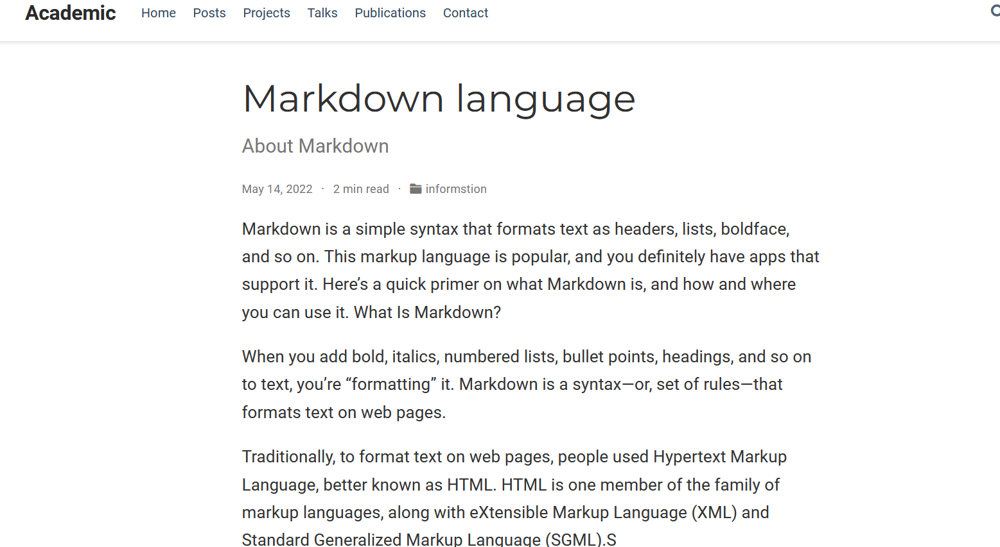 Academic Home Posts Projects Talks Publications Contact
Markdown language
About Markdown
May 14, 2022 · 2 min read · informstion
Markdown is a simple syntax that formats text as headers, lists, boldface,
and so on. This markup language is popular, and you definitely have apps that
support it. Here’s a quick primer on what Markdown is, and how and where
you can use it. What Is Markdown?
When you add bold, italics, numbered lists, bullet points, headings, and so on
to text, you’re “formatting” it. Markdown is a syntax—or, set of rules—that
formats text on web pages.
Traditionally, to format text on web pages, people used Hypertext Markup
Language, better known as HTML. HTML is one member of the family of
markup languages, along with eXtensible Markup Language (XML) and
Standard Generalized Markup Language (SGML).S